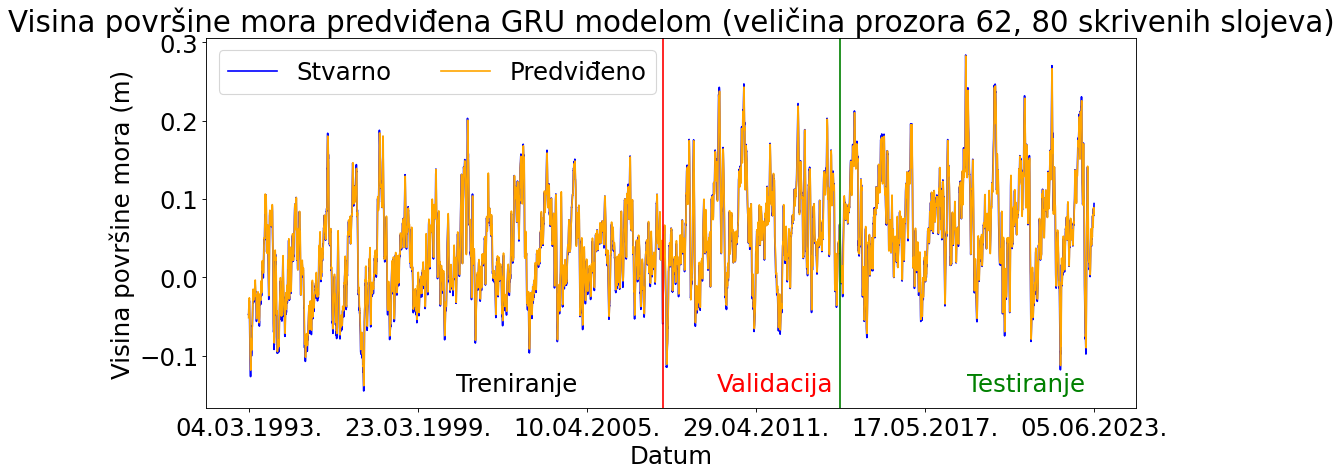 Visina površine mora predviđena GRU modelom (veličina prozora 62, 80 skrivenih slojeva)
Stvarno
Predviđeno
Visina površine mora (m)
0.3
0.2
0.1
0.0
−0.1
Treniranje
Validacija
Testiranje
04.03.1993.
23.03.1999.
10.04.2005.
29.04.2011.
17.05.2017.
05.06.2023.
Datum